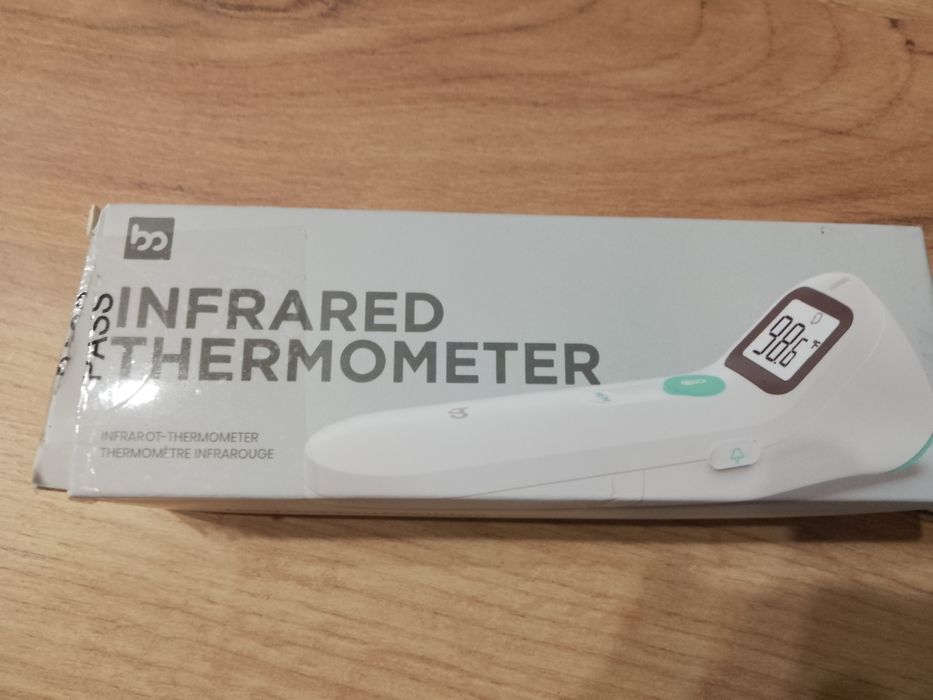 INFRARED
THERMOMETER
INFRAROT-THERMOMETER
THERMOMÈTRE INFRAROUGE
98.6 °F
PASS